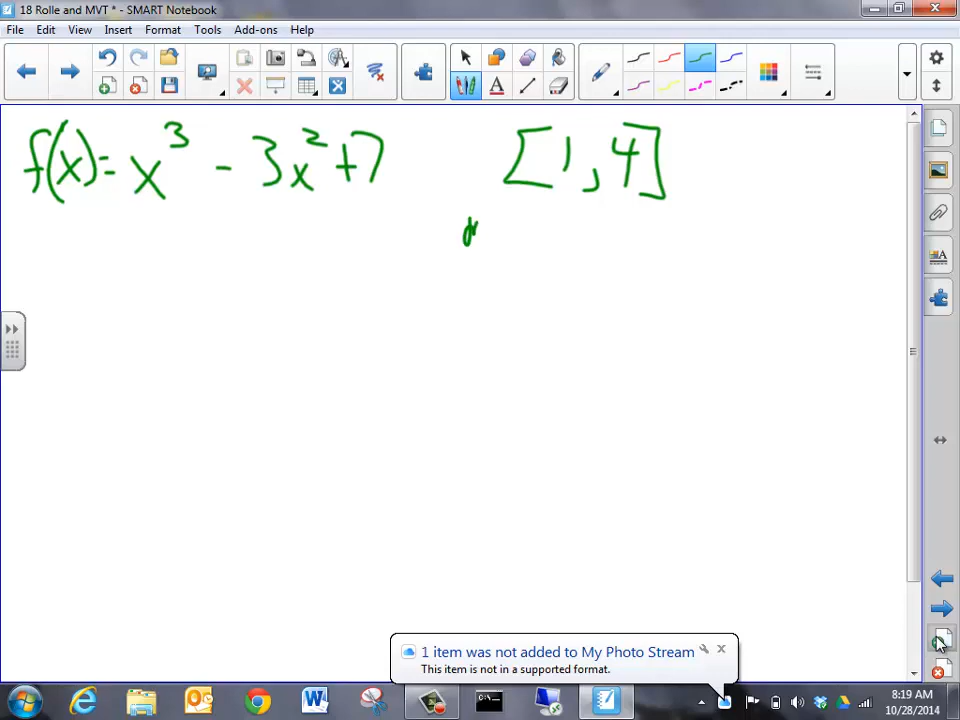 18 Rolle and MVT * - SMART Notebook
File Edit View Insert Format Tools Add-ons Help
f(x)= x³ - 3x² +7 [1,4]
1 item was not added to My Photo Stream
This item is not in a supported format.
8:19 AM
10/28/2014